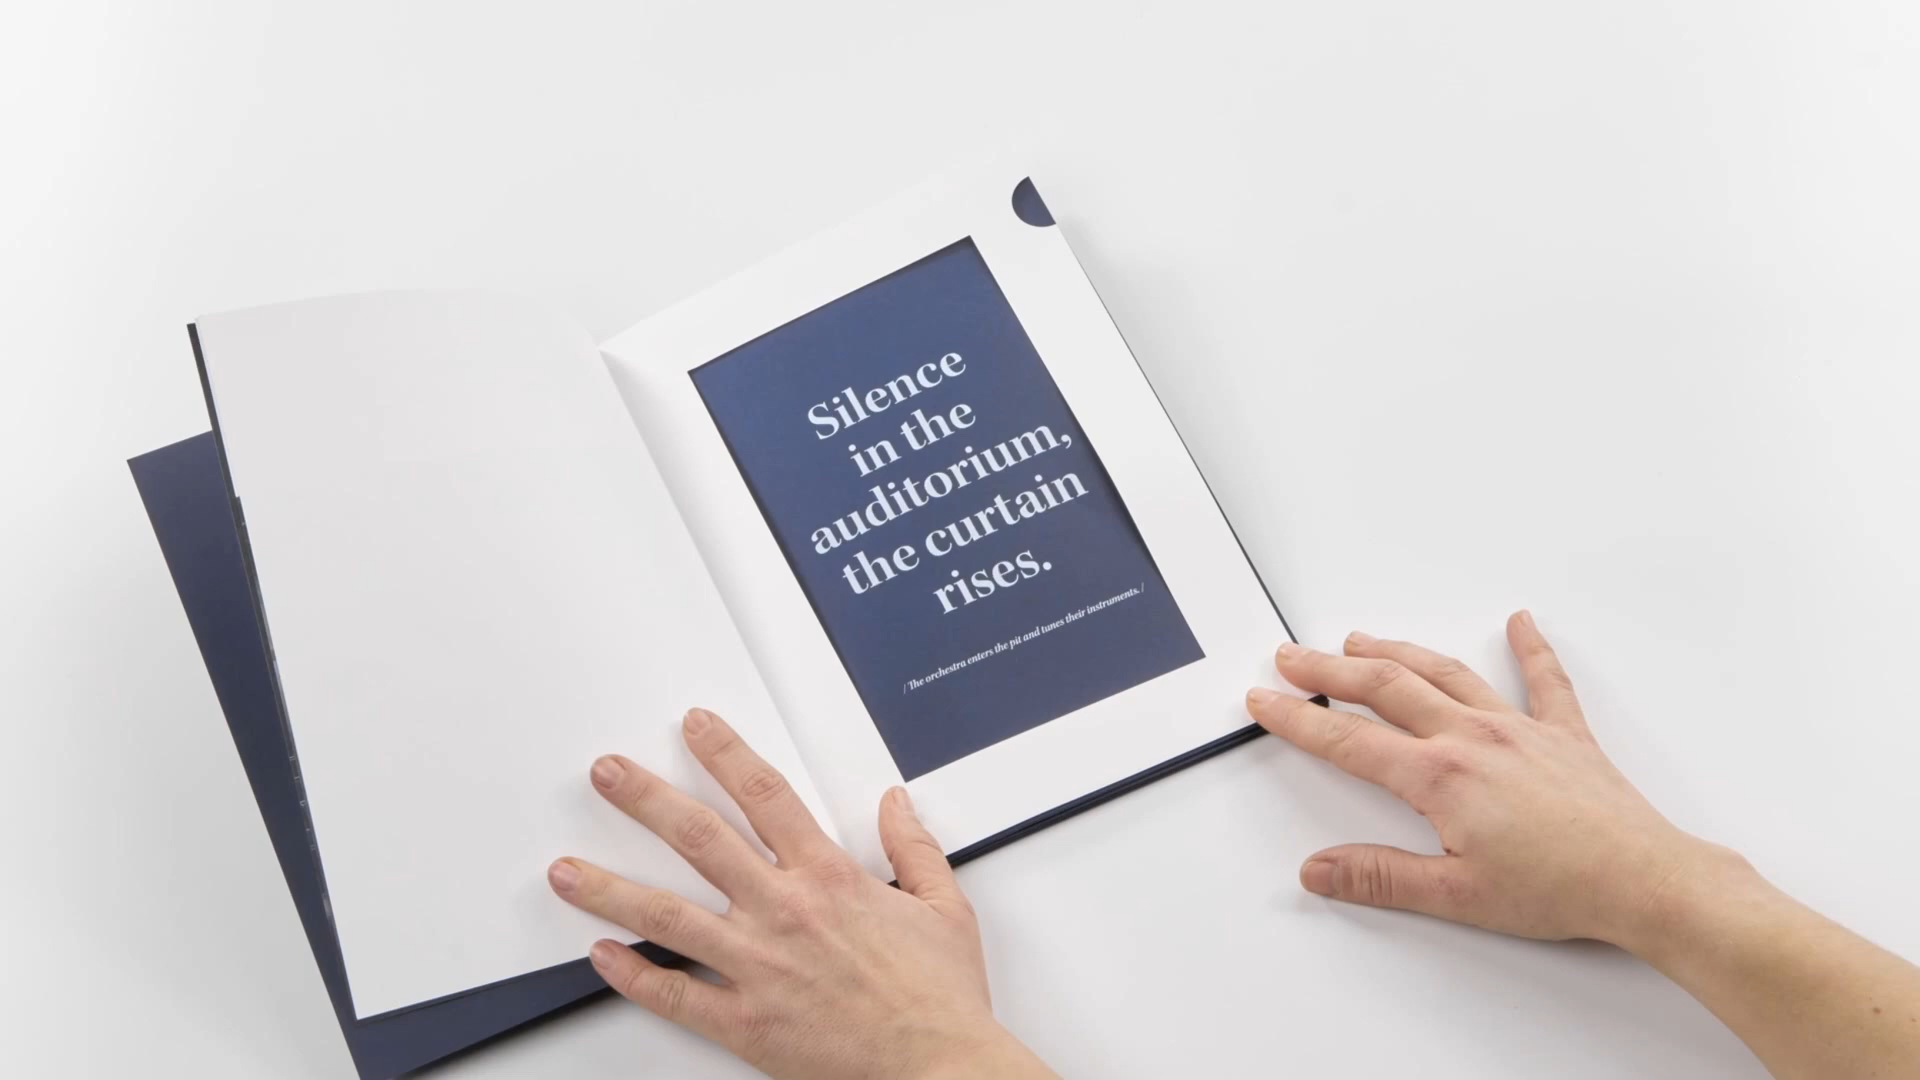 Silence
in the
auditorium,
the curtain
rises.
/ The orchestra enters the pit and tunes their instruments. /